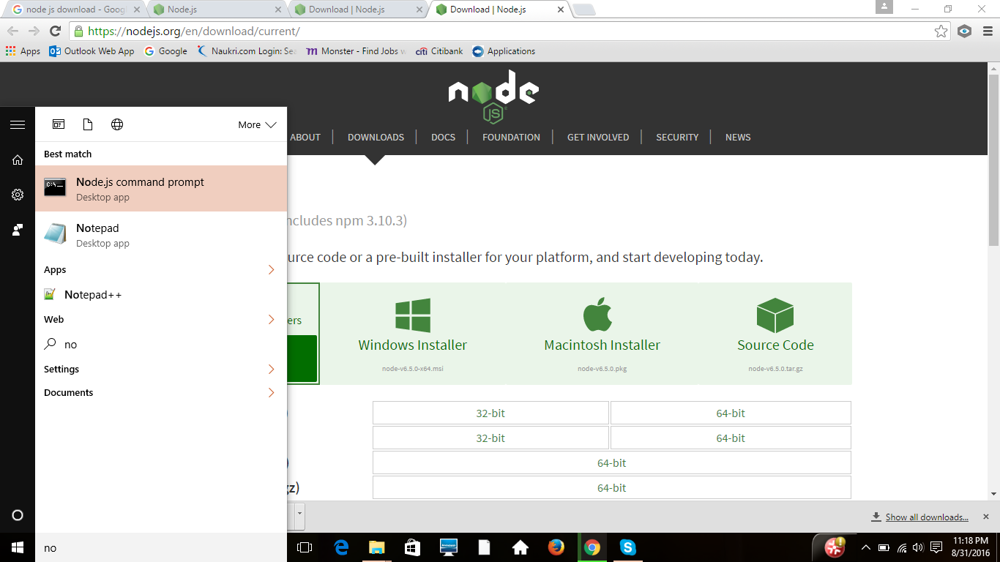 node js download - Goog
Node.js
Download | Node.js
Download | Node.js
https://nodejs.org/en/download/current/
Apps
Outlook Web App
Google
Naukri.com Login: Sea
Monster - Find Jobs w
citi Citibank
Applications
node
JS
ABOUT
DOWNLOADS
DOCS
FOUNDATION
GET INVOLVED
SECURITY
NEWS
More
Best match
Node.js command prompt
Desktop app
Notepad
Desktop app
Apps
Notepad++
Web
no
Settings
Documents
no
ncludes npm 3.10.3)
urce code or a pre-built installer for your platform, and start developing today.
ers
Windows Installer
node-v6.5.0-x64.msi
Macintosh Installer
node-v6.5.0.pkg
Source Code
node-v6.5.0.tar.gz
32-bit
64-bit
32-bit
64-bit
)
64-bit
gz)
64-bit
Show all downloads...
11:18 PM
8/31/2016